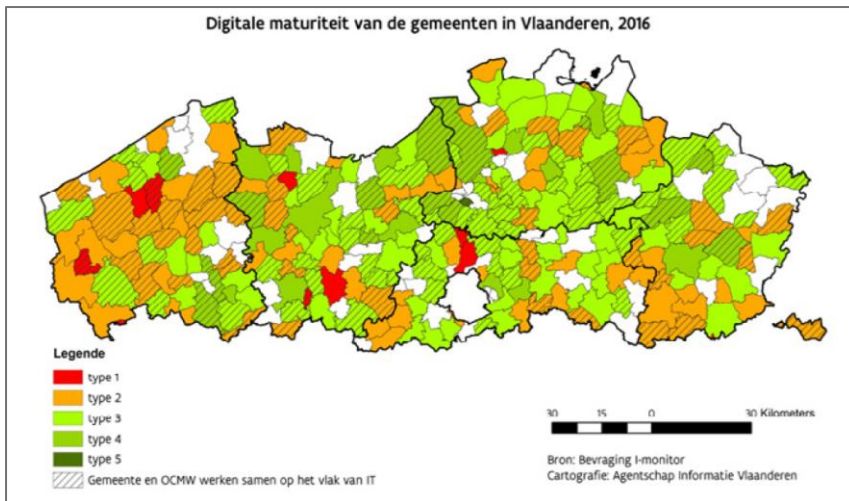 Digitale maturiteit van de gemeenten in Vlaanderen, 2016
Legende
type 1
type 2
type 3
type 4
type 5
Gemeente en OCMW werken samen op het vlak van IT
30 15 0 30 Kilometers
Bron: Bevraging I-monitor
Cartografie: Agentschap Informatie Vlaanderen